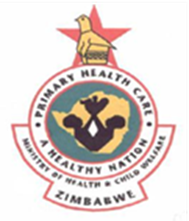 PRIMARY HEALTH CARE
A HEALTHY NATION
MINISTRY OF HEALTH & CHILD WELFARE
ZIMBABWE